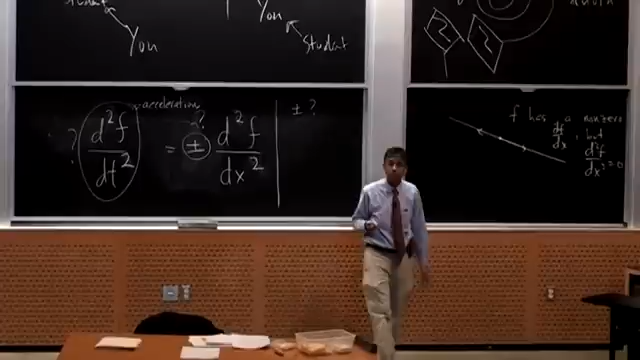 You
You
Student
acceleration
? d²f/dt² = ± ? d²f/dx²
± ?
f has a nonzero
df/dx, but
d²f/dx² = 0